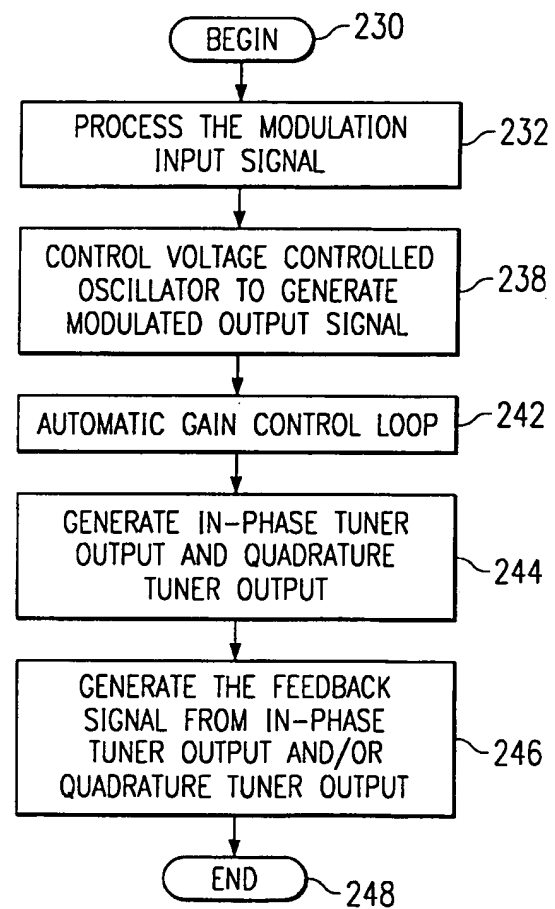 BEGIN
230
PROCESS THE MODULATION
INPUT SIGNAL
232
CONTROL VOLTAGE CONTROLLED
OSCILLATOR TO GENERATE
MODULATED OUTPUT SIGNAL
238
AUTOMATIC GAIN CONTROL LOOP
242
GENERATE IN-PHASE TUNER
OUTPUT AND QUADRATURE
TUNER OUTPUT
244
GENERATE THE FEEDBACK
SIGNAL FROM IN-PHASE
TUNER OUTPUT AND/OR
QUADRATURE TUNER OUTPUT
246
END
248